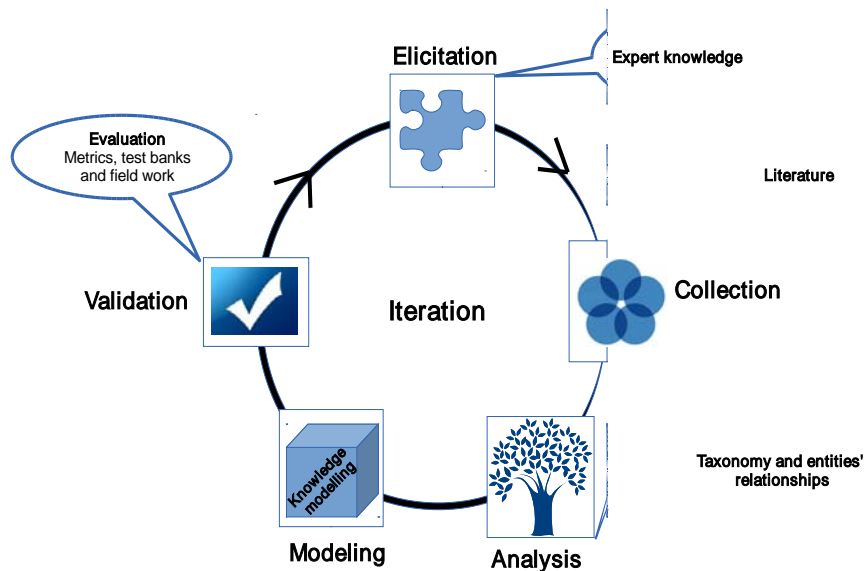 Elicitation
Expert knowledge
Evaluation
Metrics, test banks
and field work
Literature
Validation
Iteration
Collection
Knowledge
modelling
Taxonomy and entities'
relationships
Modeling
Analysis